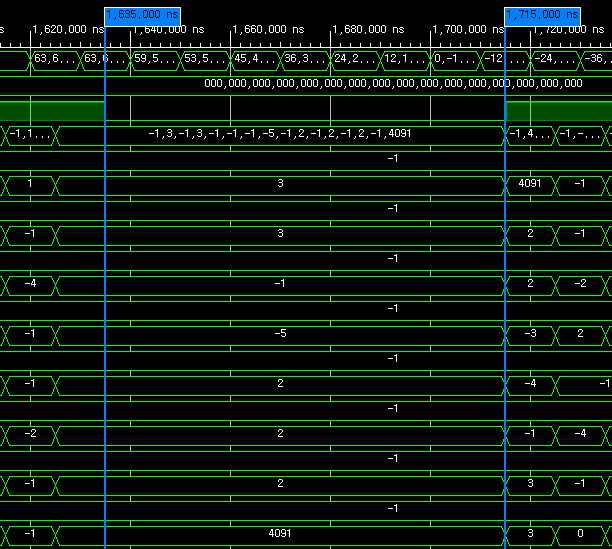 1,635,000 ns 1,715,000 ns
s 1,620,000 ns 1,640,000 ns 1,660,000 ns 1,680,000 ns 1,700,000 ns 1,720,000 ns
63,6... 63,6... 59,5... 53,5... 45,4... 36,3... 24,2... 12,1... 0,-1... -12... -24,... -36,
000,000,000,000,000,000,000,000,000,000,000,000,000,000,000,000
-1,1... -1,3,-1,3,-1,-1,-1,-5,-1,2,-1,2,-1,2,-1,4091 -1,4... -1,-...
-1
1 3 4091 -1
-1
-1 3 2 -1
-1
-4 -1 2 -2
-1
-1 -5 -3 2
-1
-1 2 -4 -1
-1
-2 2 -1 -4
-1
-1 2 3 -1
-1
-1 4091 3 0